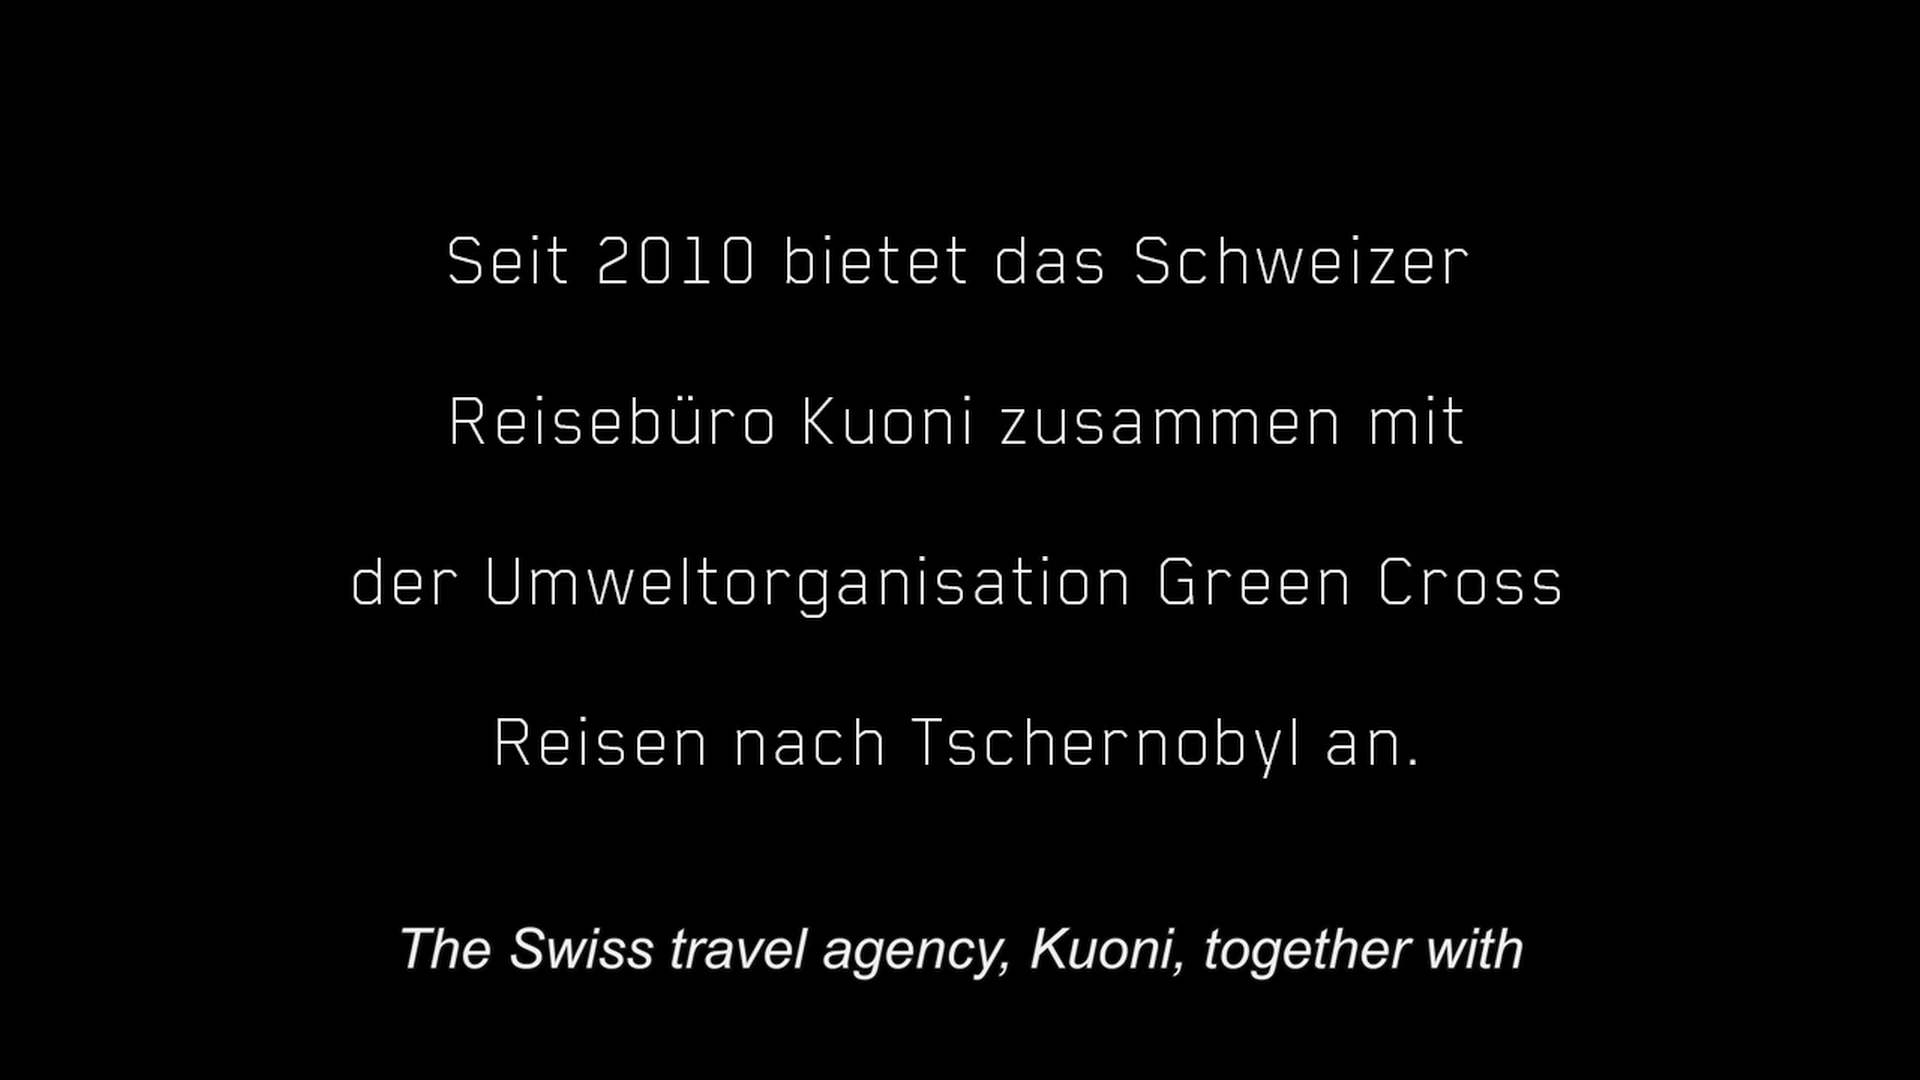 Seit 2010 bietet das Schweizer
Reisebüro Kuoni zusammen mit
der Umweltorganisation Green Cross
Reisen nach Tschernobyl an.
The Swiss travel agency, Kuoni, together with